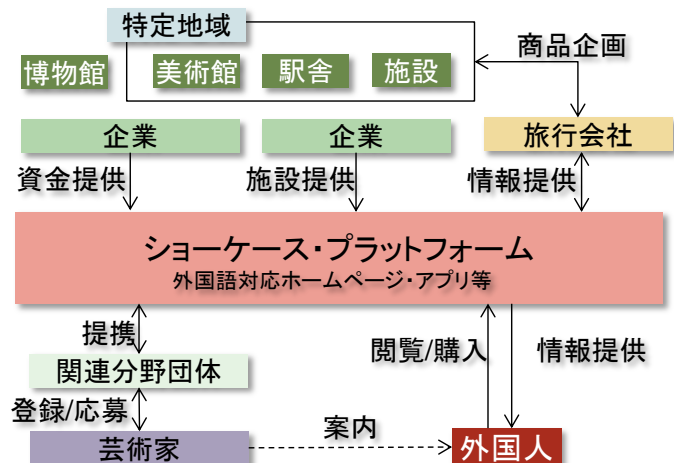 特定地域
商品企画
博物館
美術館
駅舎
施設
企業
企業
旅行会社
資金提供
施設提供
情報提供
ショーケース・プラットフォーム
外国語対応ホームページ・アプリ等
提携
閲覧/購入
情報提供
関連分野団体
登録/応募
芸術家
案内
外国人